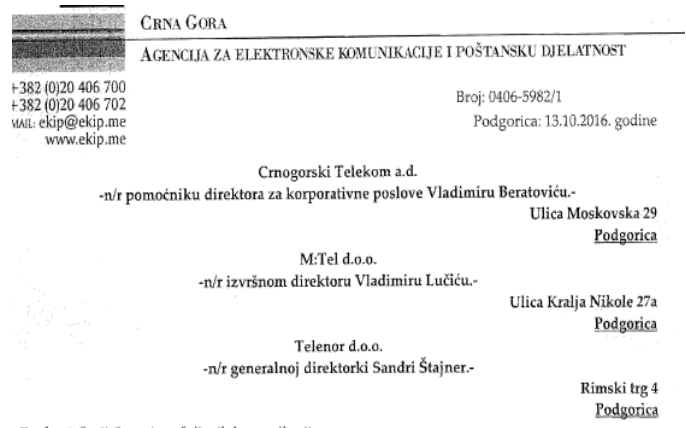 CRNA GORA
AGENCIJA ZA ELEKTRONSKE KOMUNIKACIJE I POŠTANSKU DJELATNOST
+382 (0)20 406 700
+382 (0)20 406 702
MAIL: ekip@ekip.me
www.ekip.me
Broj: 0406-5982/1
Podgorica: 13.10.2016. godine
Crnogorski Telekom a.d.
-n/r pomoćniku direktora za korporativne poslove Vladimiru Beratoviću.-
Ulica Moskovska 29
Podgorica
M:Tel d.o.o.
-n/r izvršnom direktoru Vladimiru Lučiću.-
Ulica Kralja Nikole 27a
Podgorica
Telenor d.o.o.
-n/r generalnoj direktorki Sandri Štajner.-
Rimski trg 4
Podgorica